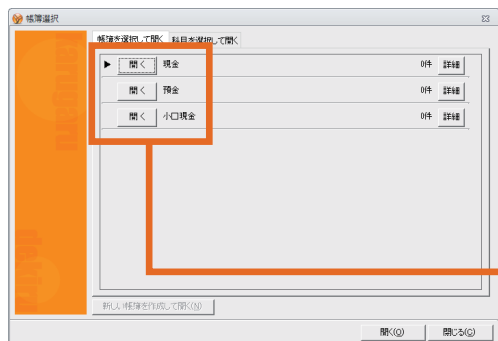 帳簿選択
帳簿を選択して開く 科目を選択して開く
開く 現金 0件 詳細
開く 預金 0件 詳細
開く 小口現金 0件 詳細
新しい帳簿を作成して開く(N)
開く(O) 閉じる(C)